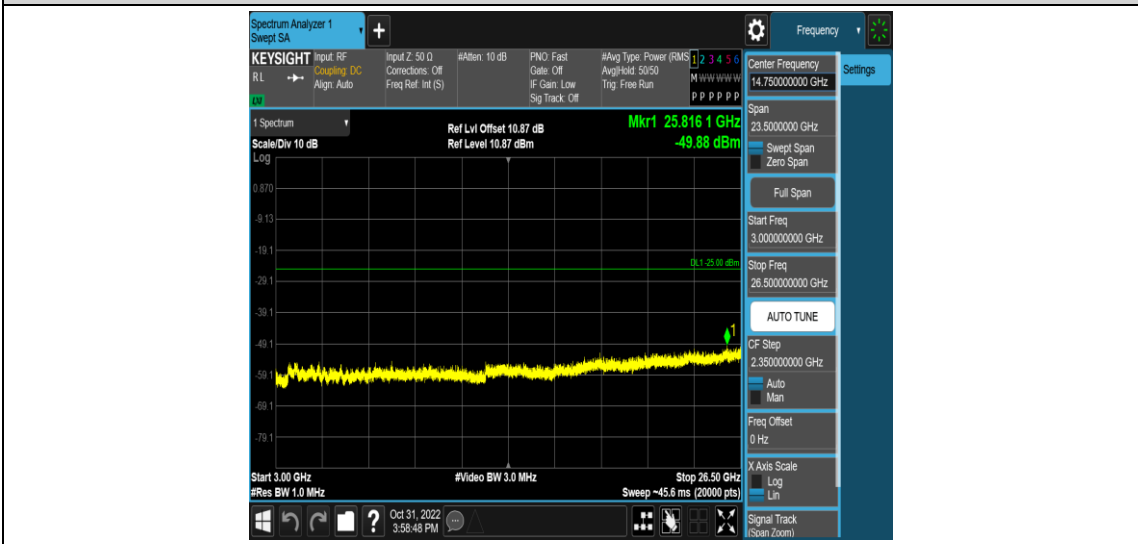 Spectrum Analyzer 1
Swept SA
+
Frequency
KEYSIGHT Input: RF Input Z: 50 Ω #Atten: 10 dB PNO: Fast #Avg Type: Power (RMS 1 2 3 4 5 6
RL Coupling: DC Corrections: Off Gate: Off Avg|Hold: 50/50 M W W W W W
Align: Auto Freq Ref: Int (S) IF Gain: Low Trig: Free Run
Sig Track: Off P P P P P P
LXI
1 Spectrum
Ref Lvl Offset 10.87 dB Mkr1 25.816 1 GHz
Scale/Div 10 dB Ref Level 10.87 dBm -49.88 dBm
Log
0.870
-9.13
-19.1
DL1 -25.00 dBm
-29.1
-39.1
1
-49.1
-59.1
-69.1
-79.1
Start 3.00 GHz #Video BW 3.0 MHz Stop 26.50 GHz
#Res BW 1.0 MHz Sweep ~45.6 ms (20000 pts)
? Oct 31, 2022
3:58:48 PM
Center Frequency
14.750000000 GHz
Settings
Span
23.5000000 GHz
Swept Span
Zero Span
Full Span
Start Freq
3.000000000 GHz
Stop Freq
26.500000000 GHz
AUTO TUNE
CF Step
2.350000000 GHz
Auto
Man
Freq Offset
0 Hz
X Axis Scale
Log
Lin
Signal Track
(Span Zoom)